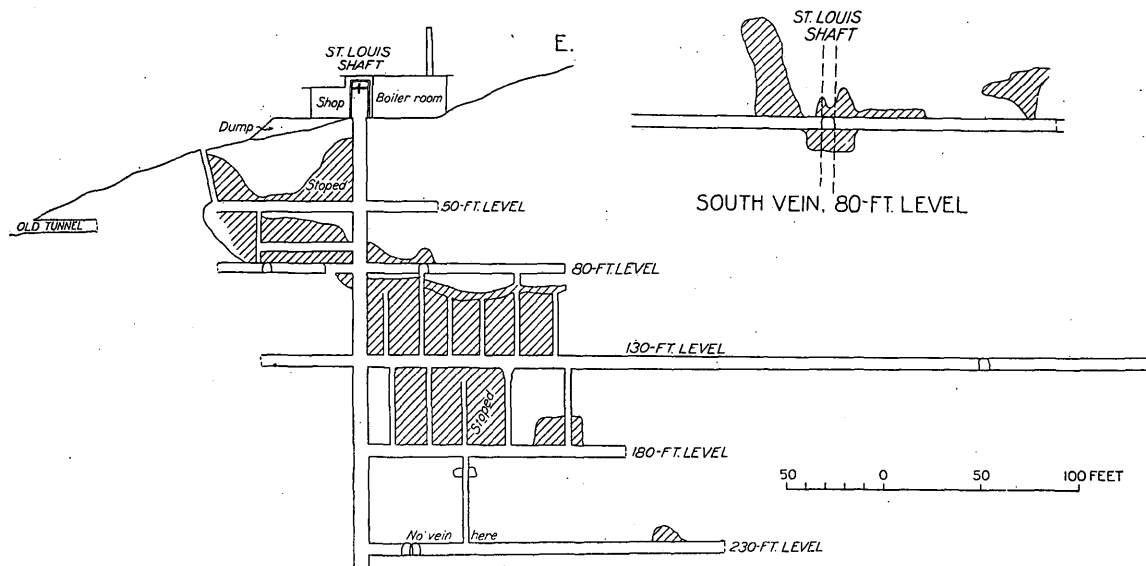 ST. LOUIS
SHAFT
E.
Shop
Boiler room
Dump
Stoped
OLD TUNNEL
50-FT. LEVEL
80-FT. LEVEL
130-FT. LEVEL
Stoped
180-FT. LEVEL
No vein here
230-FT. LEVEL
ST. LOUIS
SHAFT
SOUTH VEIN, 80-FT. LEVEL
50 0 50 100 FEET